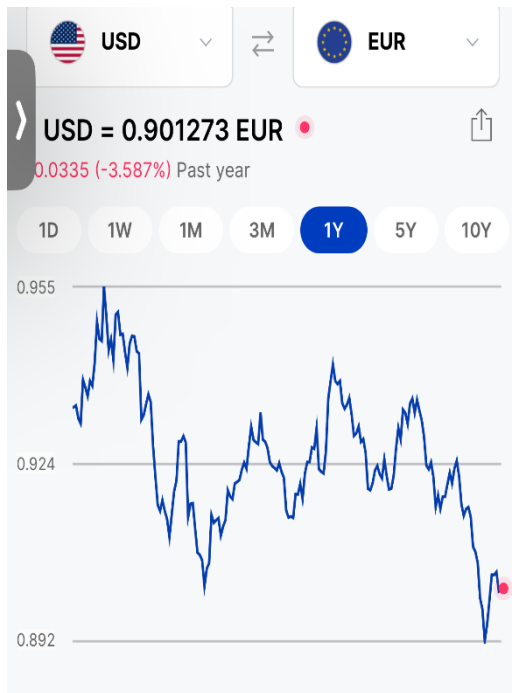 USD EUR
USD = 0.901273 EUR
0.0335 (-3.587%) Past year
1D 1W 1M 3M 1Y 5Y 10Y
0.955
0.924
0.892